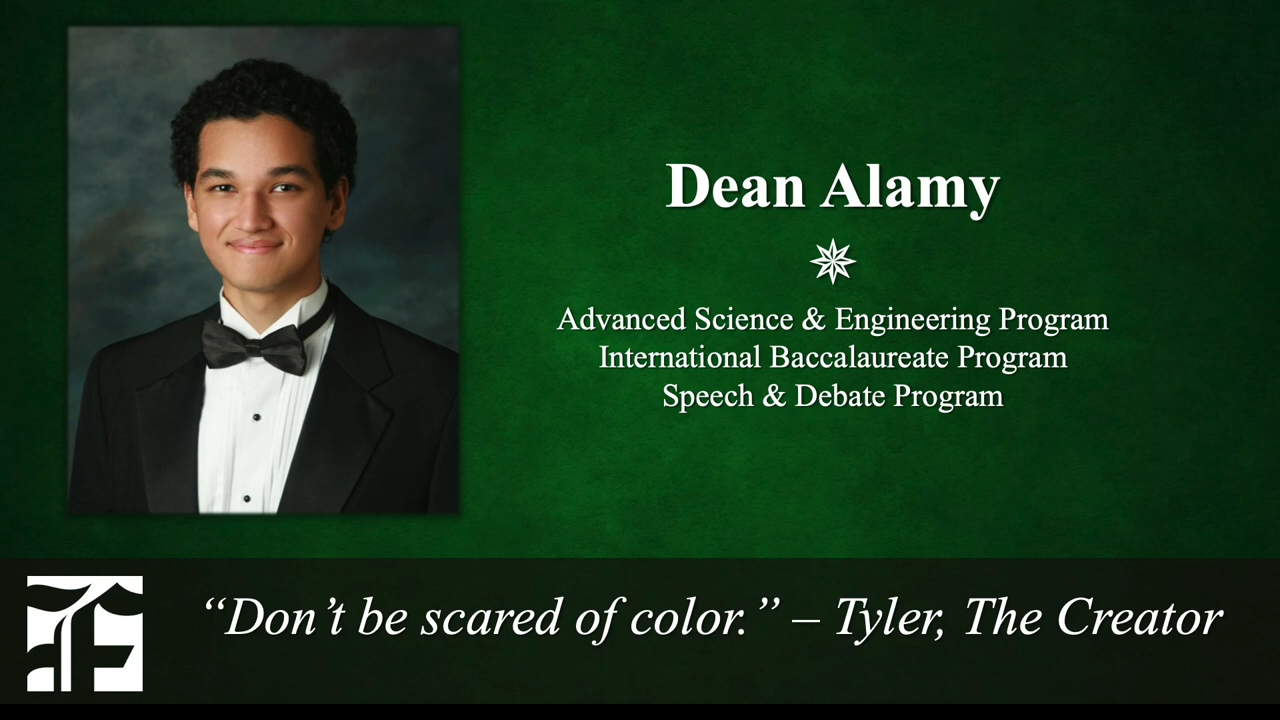 Dean Alamy
Advanced Science & Engineering Program
International Baccalaureate Program
Speech & Debate Program
“Don’t be scared of color.” – Tyler, The Creator